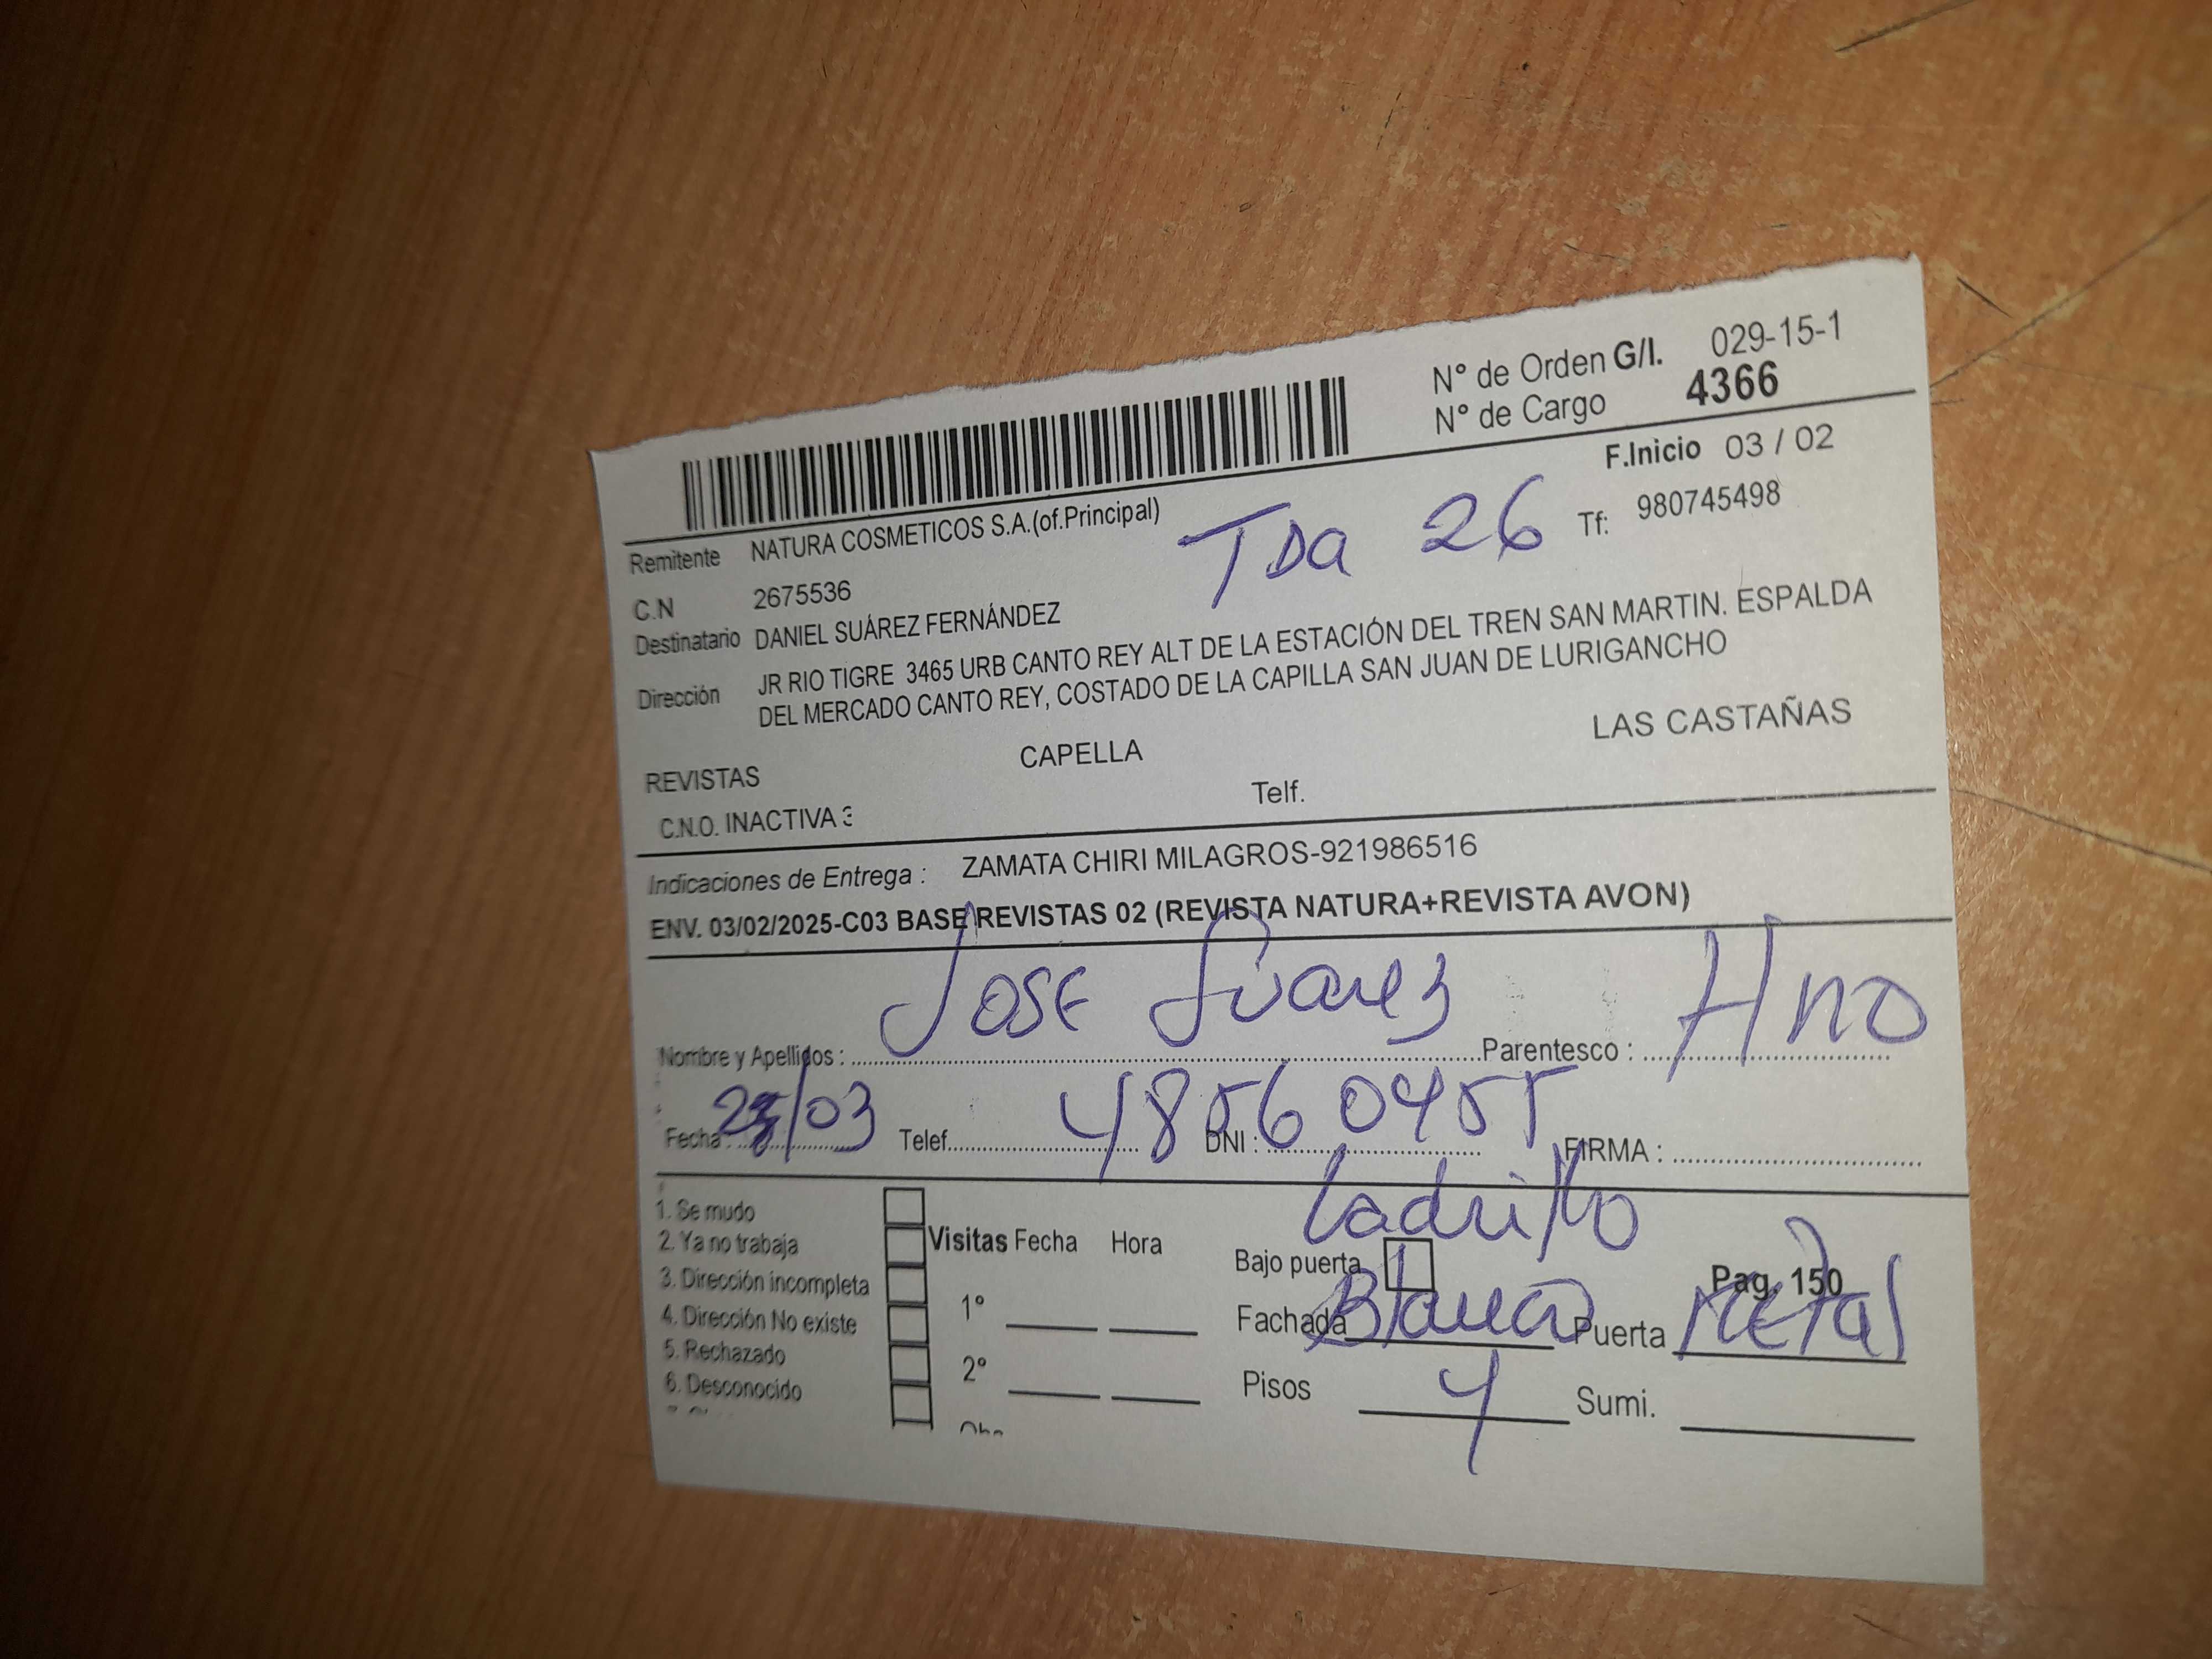 N° de Orden G/I. 029-15-1
N° de Cargo 4366
F.Inicio 03 / 02
Remitente NATURA COSMETICOS S.A.(of.Principal) TDA 26 Tf: 980745498
C.N 2675536
Destinatario DANIEL SUÁREZ FERNÁNDEZ
Dirección JR RIO TIGRE 3465 URB CANTO REY ALT DE LA ESTACIÓN DEL TREN SAN MARTIN. ESPALDA
DEL MERCADO CANTO REY, COSTADO DE LA CAPILLA SAN JUAN DE LURIGANCHO
REVISTAS CAPELLA LAS CASTAÑAS
C.N.O. INACTIVA 3 Telf.
Indicaciones de Entrega : ZAMATA CHIRI MILAGROS-921986516
ENV. 03/02/2025-C03 BASE REVISTAS 02 (REVISTA NATURA+REVISTA AVON)
Nombre y Apellidos : JOSE Suarez Parentesco : Hno
Fecha : /03 Telef. DNI : 48560455 FIRMA :
1. Se mudo
2. Ya no trabaja
3. Dirección incompleta
4. Dirección No existe
5. Rechazado
6. Desconocido
Visitas Fecha Hora
1°
2°
Ladrillo
Bajo puerta Pag. 150
Fachada Blanca Puerta Metal
Pisos 4 Sumi.